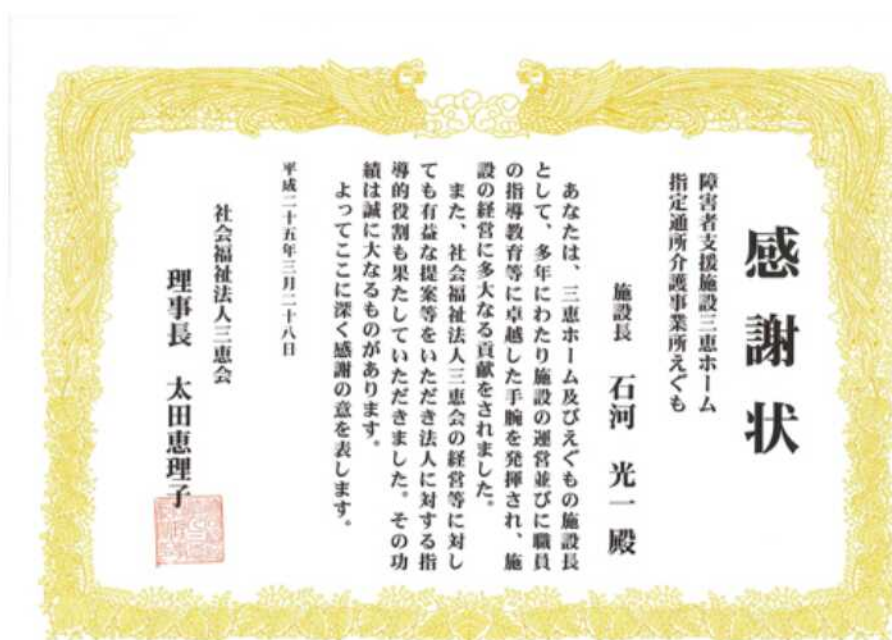 感謝状
障害者支援施設三恵ホーム
指定通所介護事業所えぐも
施設長 石河 光一 殿
あなたは、三恵ホーム及びえぐもの施設長
として、多年にわたり施設の運営並びに職員
の指導教育等に卓越した手腕を発揮され、施
設の経営に多大なる貢献をされました。
また、社会福祉法人三恵会の経営等に対し
ても有益な提案等をいただき法人に対する指
導的役割も果たしていただきました。その功
績は誠に大なるものがあります。
よってここに深く感謝の意を表します。
平成二十五年三月二十八日
社会福祉法人三恵会
理事長 太田恵理子